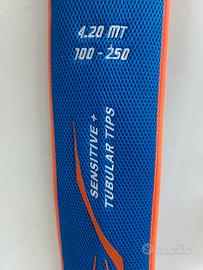 4.20 MT
100 - 250
SENSITIVE +
TUBULAR TIPS